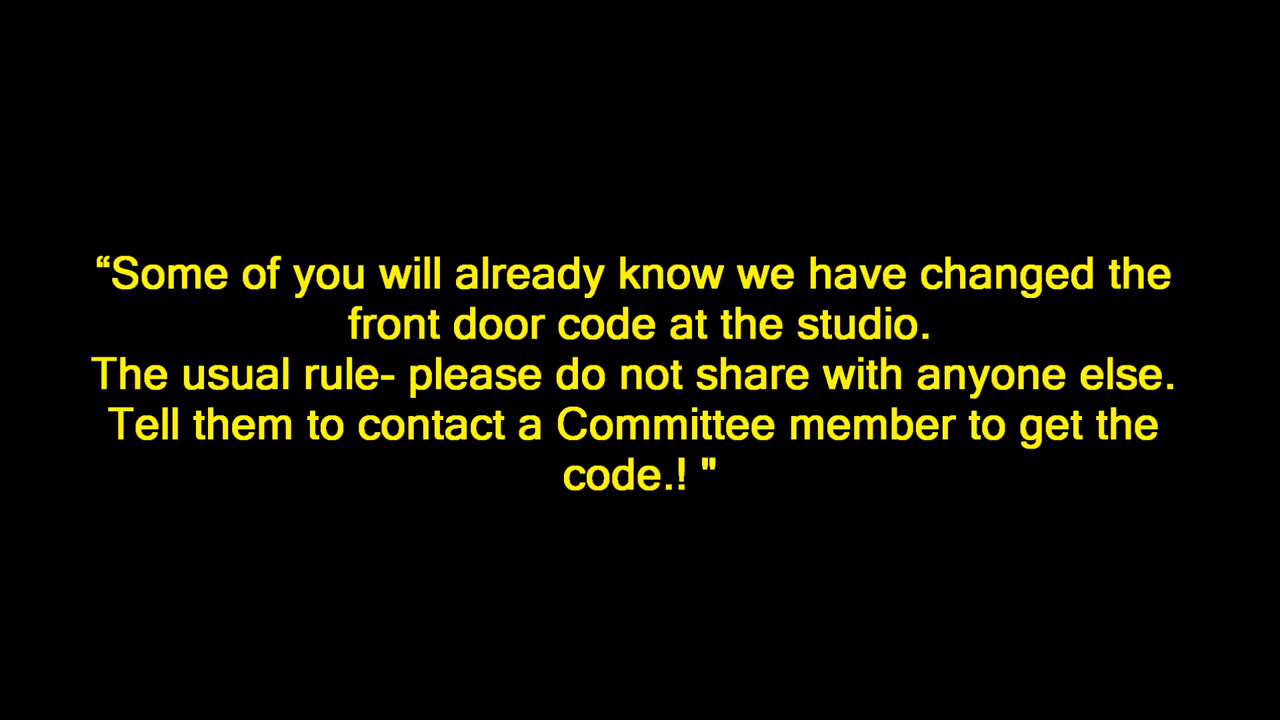 “Some of you will already know we have changed the
front door code at the studio.
The usual rule- please do not share with anyone else.
Tell them to contact a Committee member to get the
code.! "